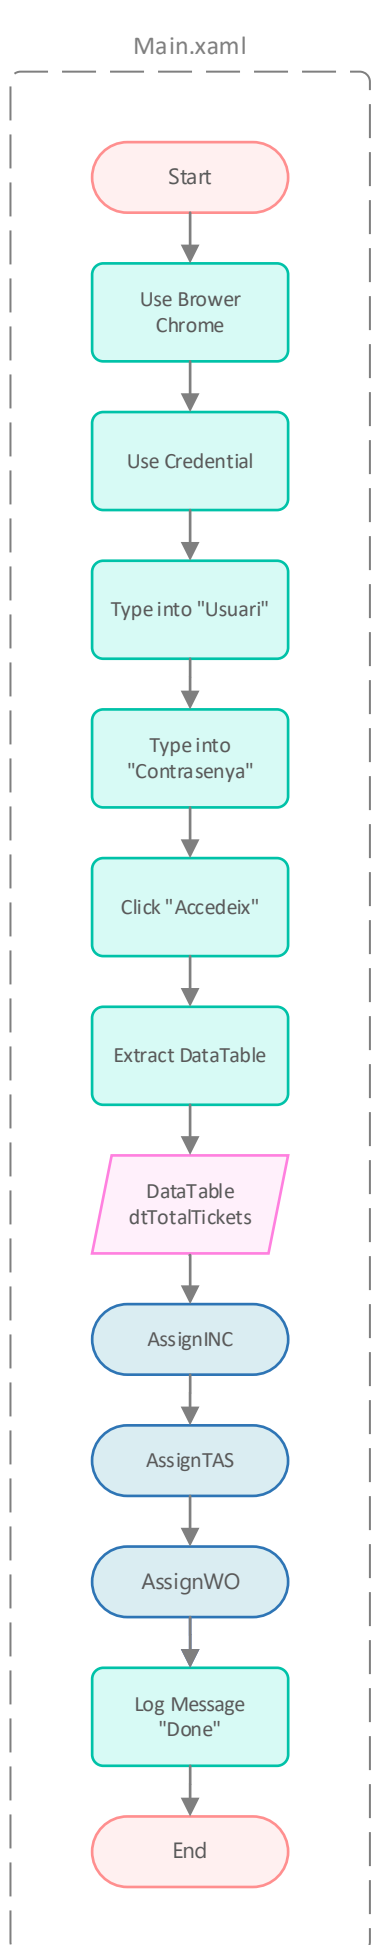 Main.xaml
Start
Use Brower
Chrome
Use Credential
Type into "Usuari"
Type into
"Contrasenya"
Click "Accedeix"
Extract DataTable
DataTable
dtTotalTickets
AssignINC
AssignTAS
AssignWO
Log Message
"Done"
End